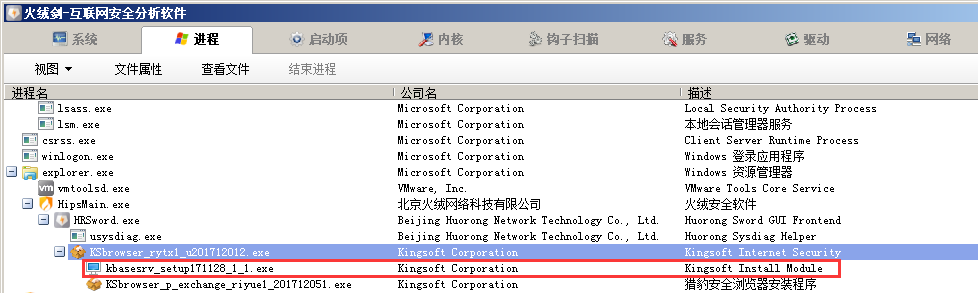 火绒剑-互联网安全分析软件
系统 进程 启动项 内核 钩子扫描 服务 驱动 网络
视图 文件属性 查看文件 结束进程
进程名 公司名 描述
lsass.exe Microsoft Corporation Local Security Authority Process
lsm.exe Microsoft Corporation 本地会话管理器服务
csrss.exe Microsoft Corporation Client Server Runtime Process
winlogon.exe Microsoft Corporation Windows 登录应用程序
explorer.exe Microsoft Corporation Windows 资源管理器
vmtoolsd.exe VMware, Inc. VMware Tools Core Service
HipsMain.exe 北京火绒网络科技有限公司 火绒安全软件
HRSword.exe Beijing Huorong Network Technology Co., Ltd. Huorong Sword GUI Frontend
usysdiag.exe Beijing Huorong Network Technology Co., Ltd. Huorong Sysdiag Helper
KSbrowser_rytx1_u201712012.exe Kingsoft Corporation Kingsoft Internet Security
kbasesrv_setup171128_1_1.exe Kingsoft Corporation Kingsoft Install Module
KSbrowser_p_exchange_riyue1_201712051.exe Kingsoft Corporation 猎豹安全浏览器安装程序